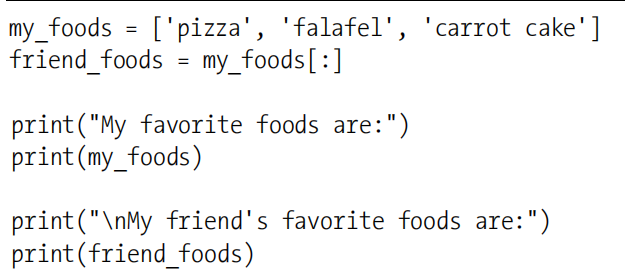 my_foods = ['pizza', 'falafel', 'carrot cake']
friend_foods = my_foods[:]
print("My favorite foods are:")
print(my_foods)
print("\nMy friend's favorite foods are:")
print(friend_foods)